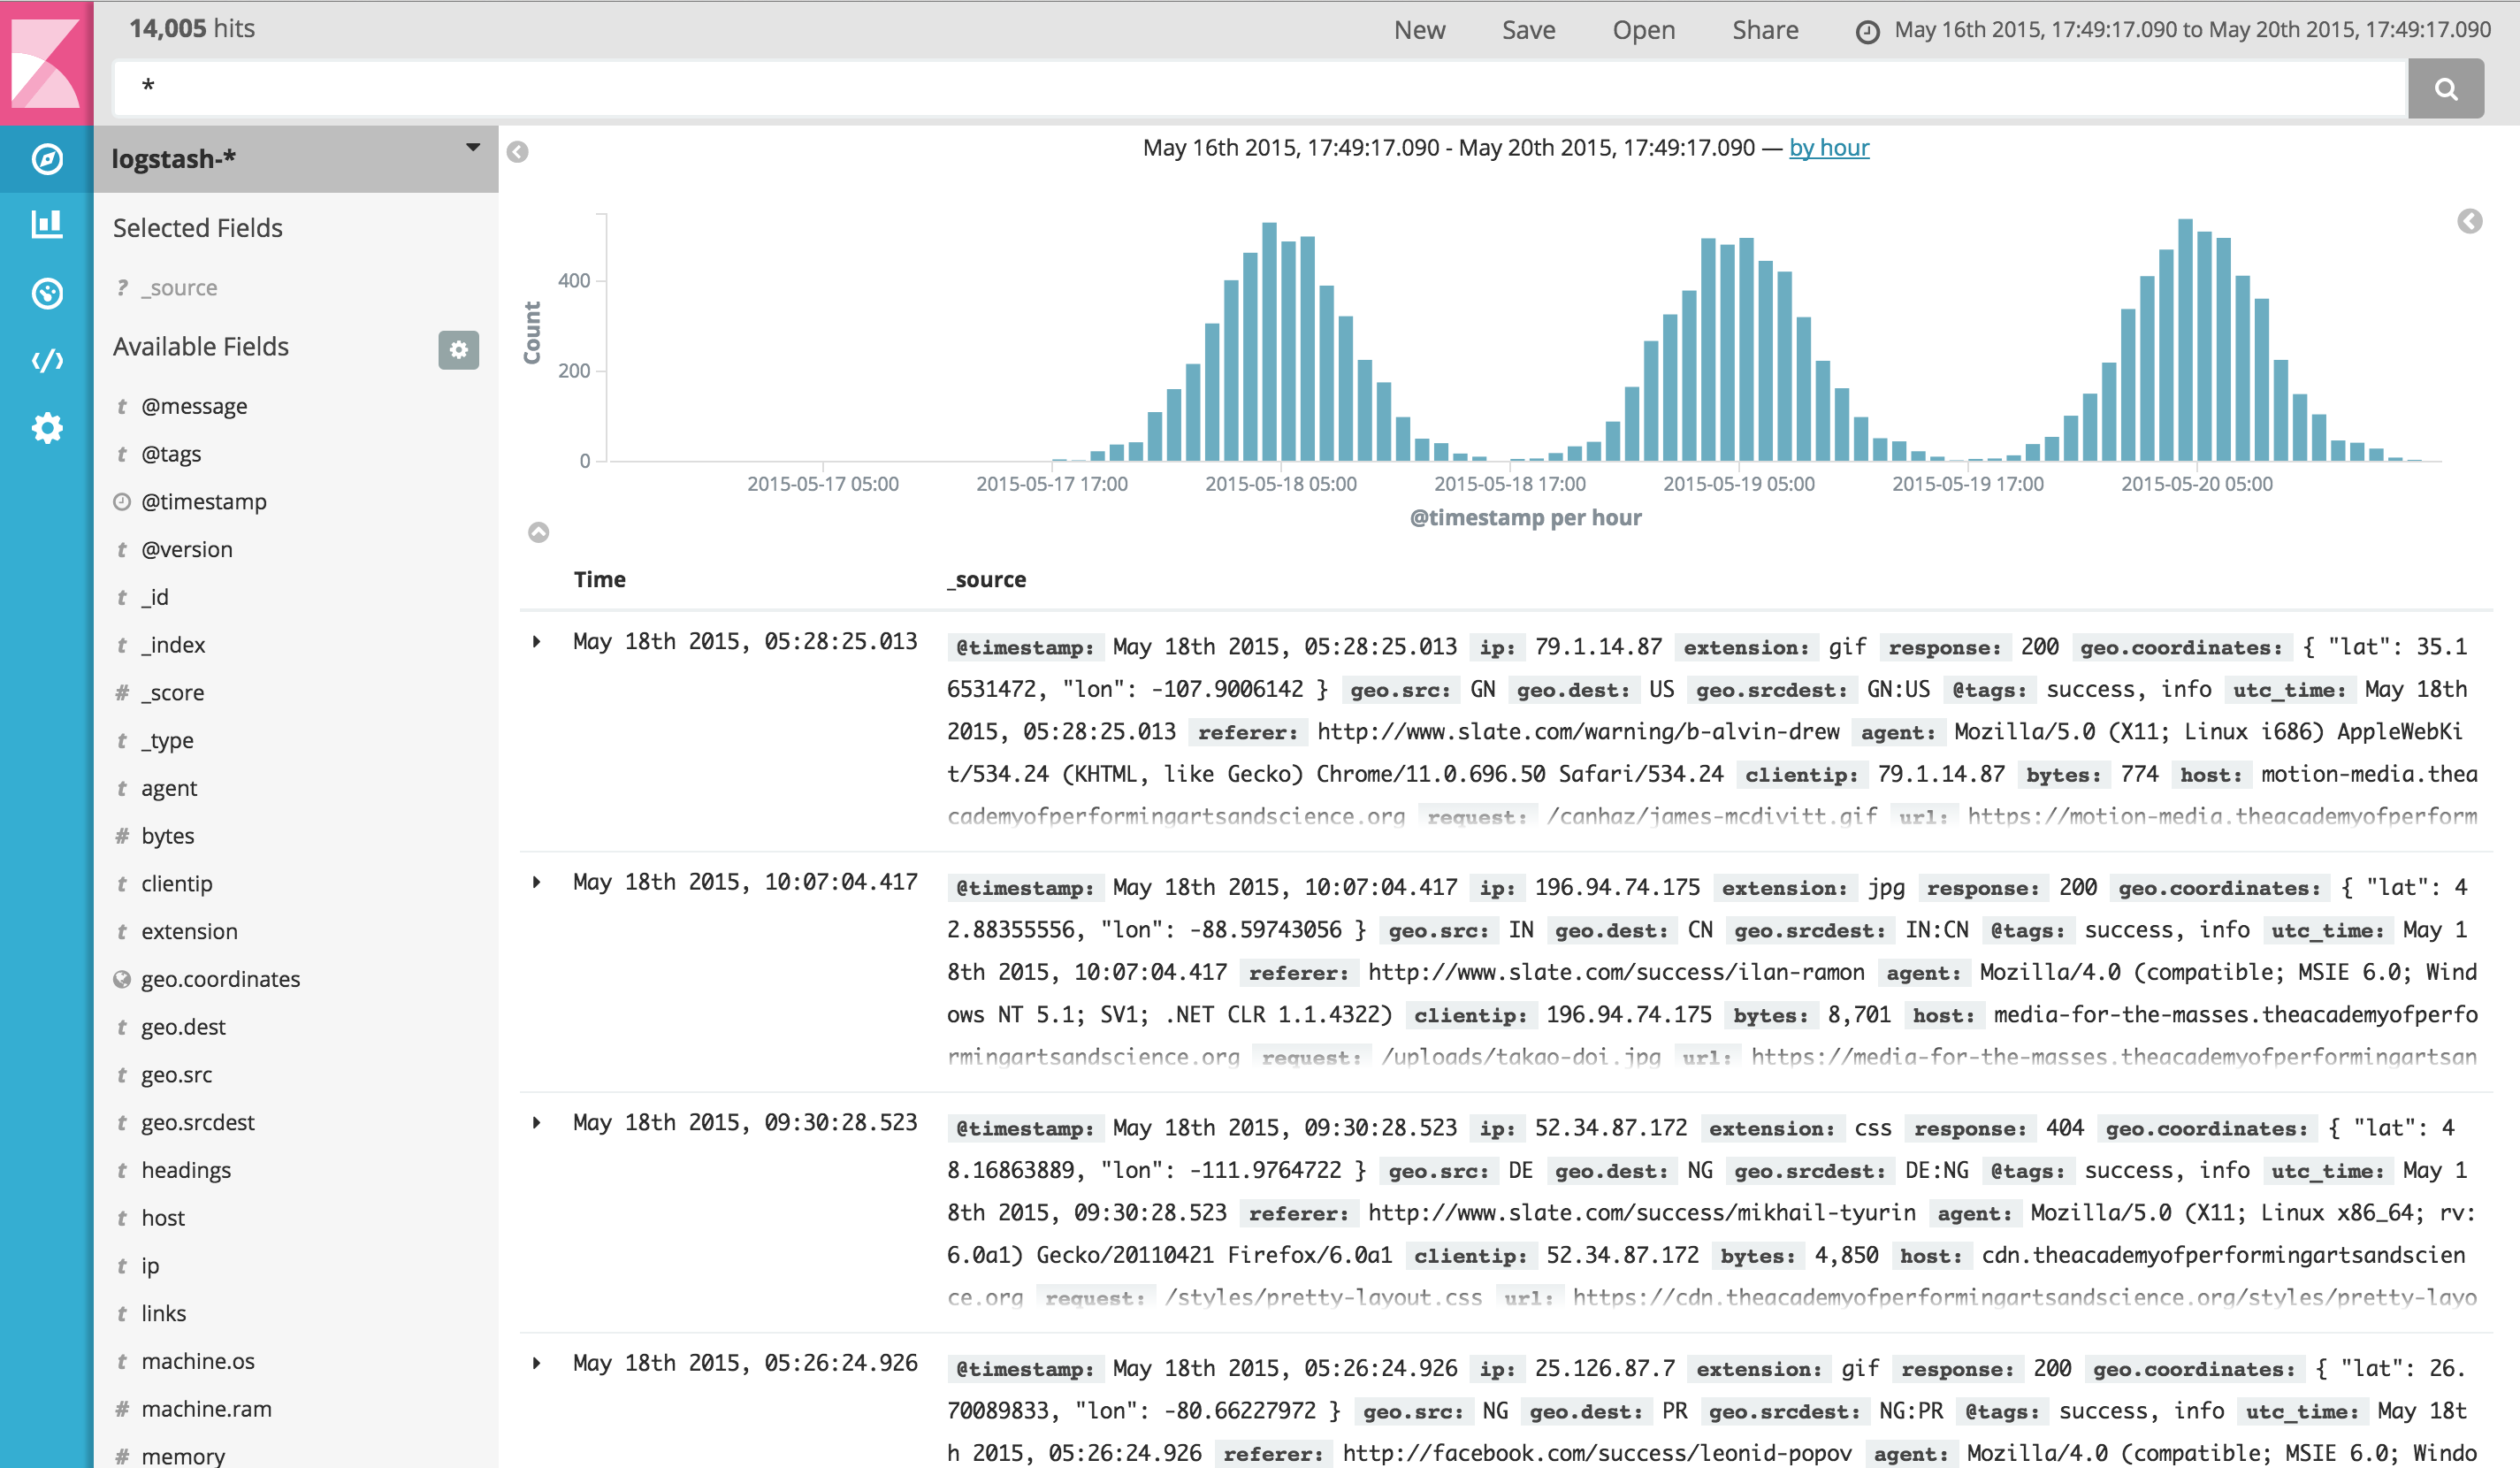 14,005 hits
New Save Open Share May 16th 2015, 17:49:17.090 to May 20th 2015, 17:49:17.090
*
logstash-*
Selected Fields
? _source
Available Fields
t @message
t @tags
@timestamp
t @version
t _id
t _index
# _score
t _type
t agent
# bytes
t clientip
t extension
geo.coordinates
t geo.dest
t geo.src
t geo.srcdest
t headings
t host
t ip
t links
t machine.os
# machine.ram
# memory
May 16th 2015, 17:49:17.090 - May 20th 2015, 17:49:17.090 — by hour
Count
400
200
0
2015-05-17 05:00 2015-05-17 17:00 2015-05-18 05:00 2015-05-18 17:00 2015-05-19 05:00 2015-05-19 17:00 2015-05-20 05:00
@timestamp per hour
Time _source
May 18th 2015, 05:28:25.013 @timestamp: May 18th 2015, 05:28:25.013 ip: 79.1.14.87 extension: gif response: 200 geo.coordinates: { "lat": 35.1
6531472, "lon": -107.9006142 } geo.src: GN geo.dest: US geo.srcdest: GN:US @tags: success, info utc_time: May 18th
2015, 05:28:25.013 referer: http://www.slate.com/warning/b-alvin-drew agent: Mozilla/5.0 (X11; Linux i686) AppleWebKi
t/534.24 (KHTML, like Gecko) Chrome/11.0.696.50 Safari/534.24 clientip: 79.1.14.87 bytes: 774 host: motion-media.thea
cademyofperformingartsandscience.org request: /canhaz/james-mcdivitt.gif url: https://motion-media.theacademyofperform
May 18th 2015, 10:07:04.417 @timestamp: May 18th 2015, 10:07:04.417 ip: 196.94.74.175 extension: jpg response: 200 geo.coordinates: { "lat": 4
2.88355556, "lon": -88.59743056 } geo.src: IN geo.dest: CN geo.srcdest: IN:CN @tags: success, info utc_time: May 1
8th 2015, 10:07:04.417 referer: http://www.slate.com/success/ilan-ramon agent: Mozilla/4.0 (compatible; MSIE 6.0; Wind
ows NT 5.1; SV1; .NET CLR 1.1.4322) clientip: 196.94.74.175 bytes: 8,701 host: media-for-the-masses.theacademyofperfo
rmingartsandscience.org request: /uploads/takao-doi.jpg url: https://media-for-the-masses.theacademyofperformingartsan
May 18th 2015, 09:30:28.523 @timestamp: May 18th 2015, 09:30:28.523 ip: 52.34.87.172 extension: css response: 404 geo.coordinates: { "lat": 4
8.16863889, "lon": -111.9764722 } geo.src: DE geo.dest: NG geo.srcdest: DE:NG @tags: success, info utc_time: May 1
8th 2015, 09:30:28.523 referer: http://www.slate.com/success/mikhail-tyurin agent: Mozilla/5.0 (X11; Linux x86_64; rv:
6.0a1) Gecko/20110421 Firefox/6.0a1 clientip: 52.34.87.172 bytes: 4,850 host: cdn.theacademyofperformingartsandscien
ce.org request: /styles/pretty-layout.css url: https://cdn.theacademyofperformingartsandscience.org/styles/pretty-layo
May 18th 2015, 05:26:24.926 @timestamp: May 18th 2015, 05:26:24.926 ip: 25.126.87.7 extension: gif response: 200 geo.coordinates: { "lat": 26.
70089833, "lon": -80.66227972 } geo.src: NG geo.dest: PR geo.srcdest: NG:PR @tags: success, info utc_time: May 18t
h 2015, 05:26:24.926 referer: http://facebook.com/success/leonid-popov agent: Mozilla/4.0 (compatible; MSIE 6.0; Windo